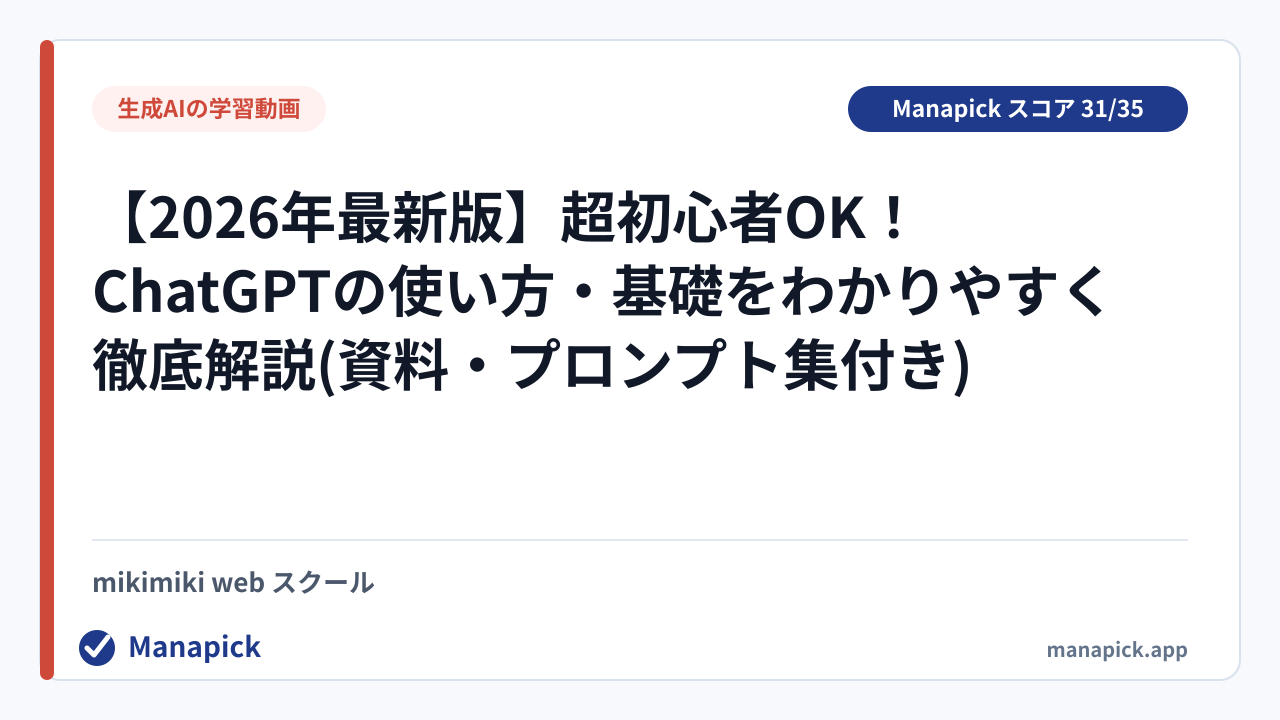 生成AIの学習動画
Manapick スコア 31/35
【2026年最新版】超初心者OK！
ChatGPTの使い方・基礎をわかりやすく
徹底解説(資料・プロンプト集付き)
mikimiki web スクール
Manapick
manapick.app